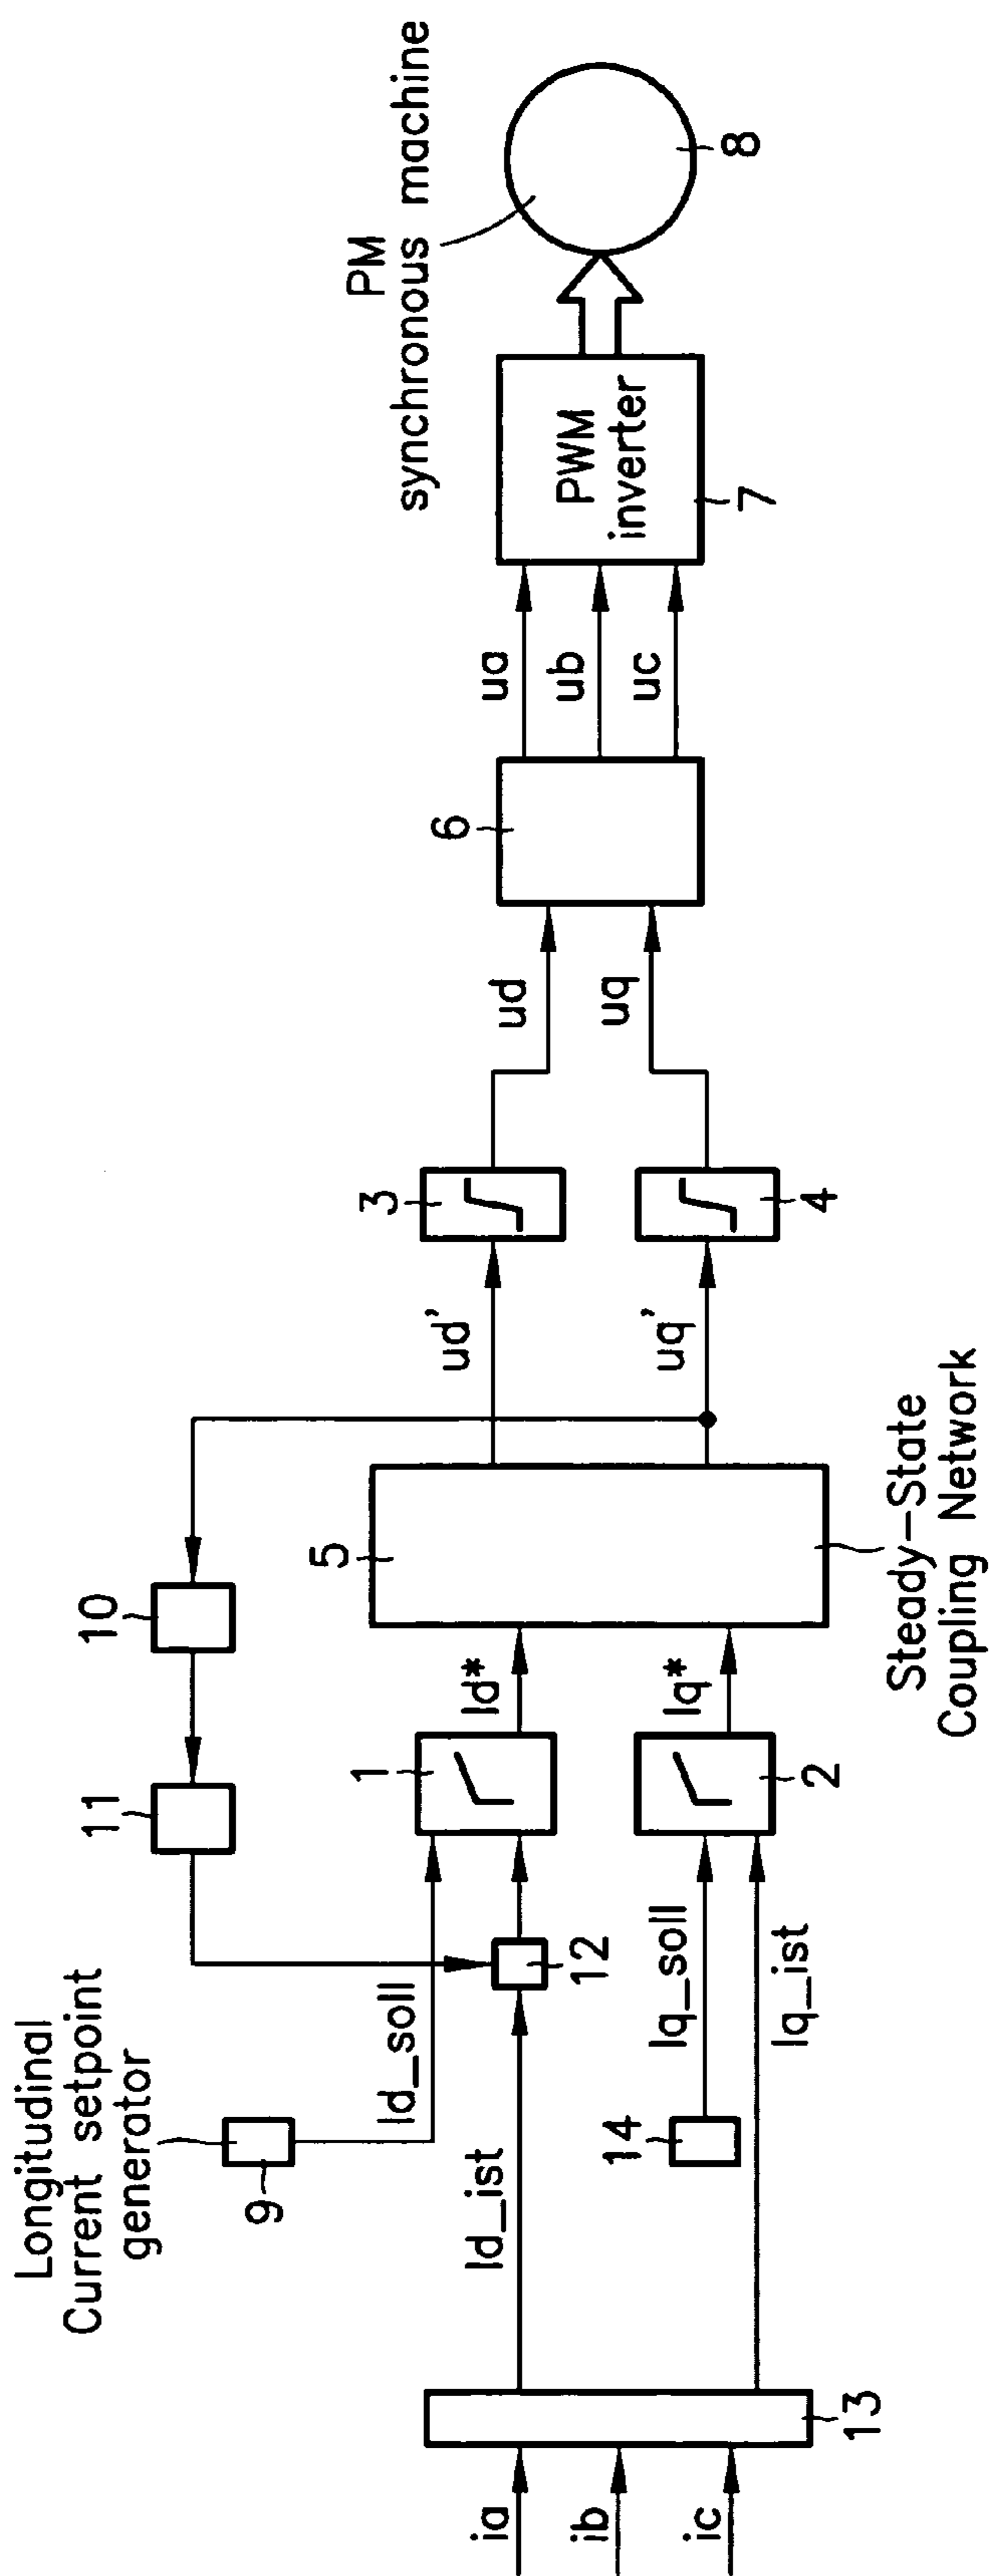 Longitudinal
Current setpoint
generator
9
11
10
ia
ib
ic
13
Id_ist
Id_soll
12
1
Id*
14
Iq_soll
Iq_ist
2
Iq*
5
Steady-State
Coupling Network
ud'
uq'
3
4
ud
uq
6
ua
ub
uc
PWM
inverter
7
PM
synchronous machine
8